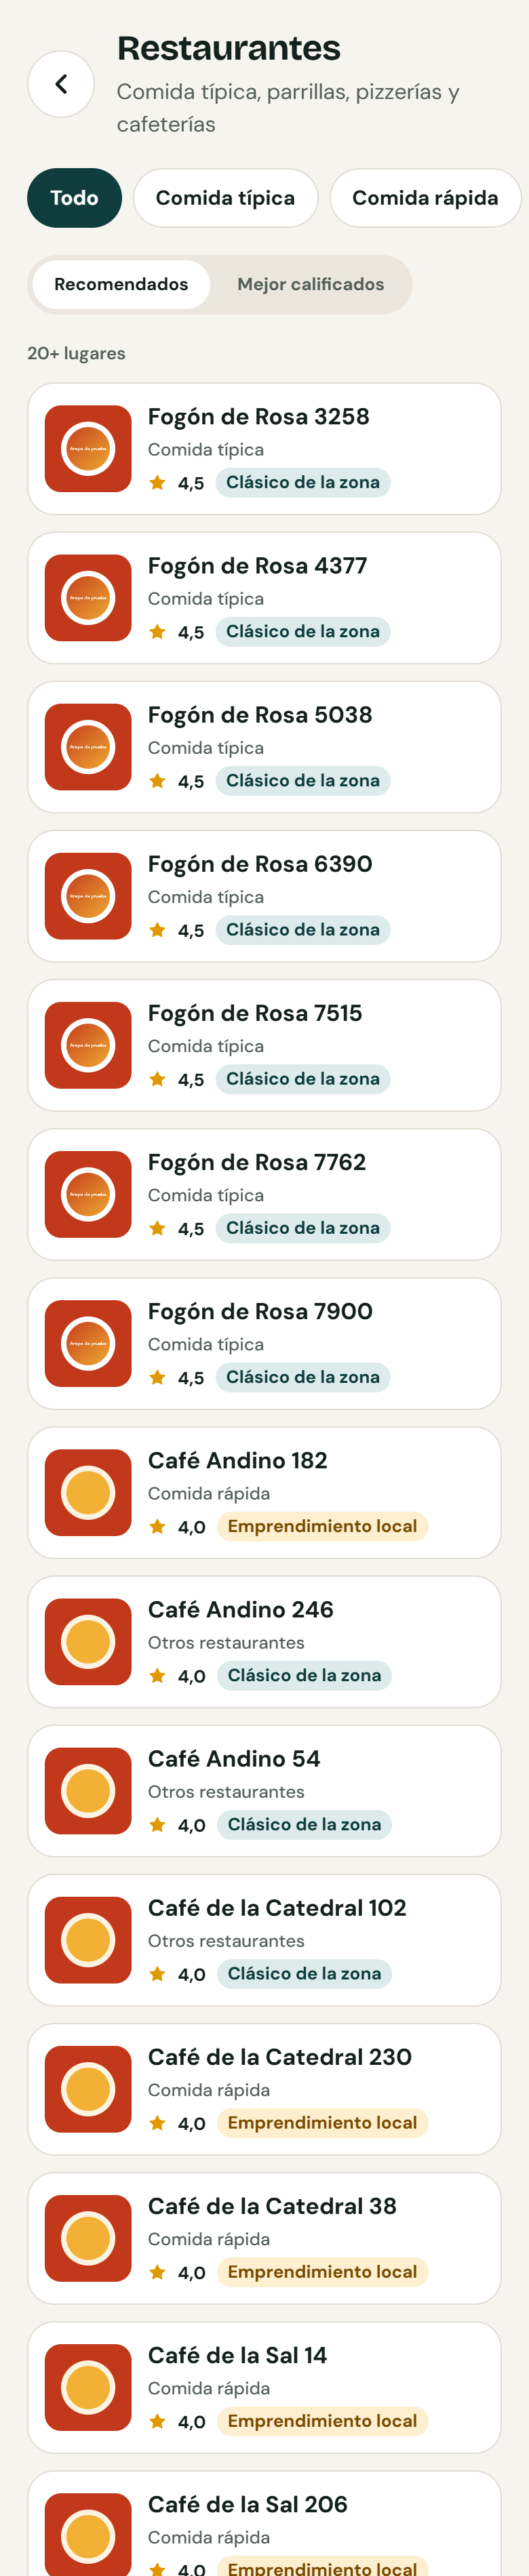 Restaurantes
Comida típica, parrillas, pizzerías y
cafeterías
Todo
Comida típica
Comida rápida
Recomendados
Mejor calificados
20+ lugares
Fogón de Rosa 3258
Comida típica
4,5 Clásico de la zona
Fogón de Rosa 4377
Comida típica
4,5 Clásico de la zona
Fogón de Rosa 5038
Comida típica
4,5 Clásico de la zona
Fogón de Rosa 6390
Comida típica
4,5 Clásico de la zona
Fogón de Rosa 7515
Comida típica
4,5 Clásico de la zona
Fogón de Rosa 7762
Comida típica
4,5 Clásico de la zona
Fogón de Rosa 7900
Comida típica
4,5 Clásico de la zona
Café Andino 182
Comida rápida
4,0 Emprendimiento local
Café Andino 246
Otros restaurantes
4,0 Clásico de la zona
Café Andino 54
Otros restaurantes
4,0 Clásico de la zona
Café de la Catedral 102
Otros restaurantes
4,0 Clásico de la zona
Café de la Catedral 230
Comida rápida
4,0 Emprendimiento local
Café de la Catedral 38
Comida rápida
4,0 Emprendimiento local
Café de la Sal 14
Comida rápida
4,0 Emprendimiento local
Café de la Sal 206
Comida rápida
4,0 Emprendimiento local